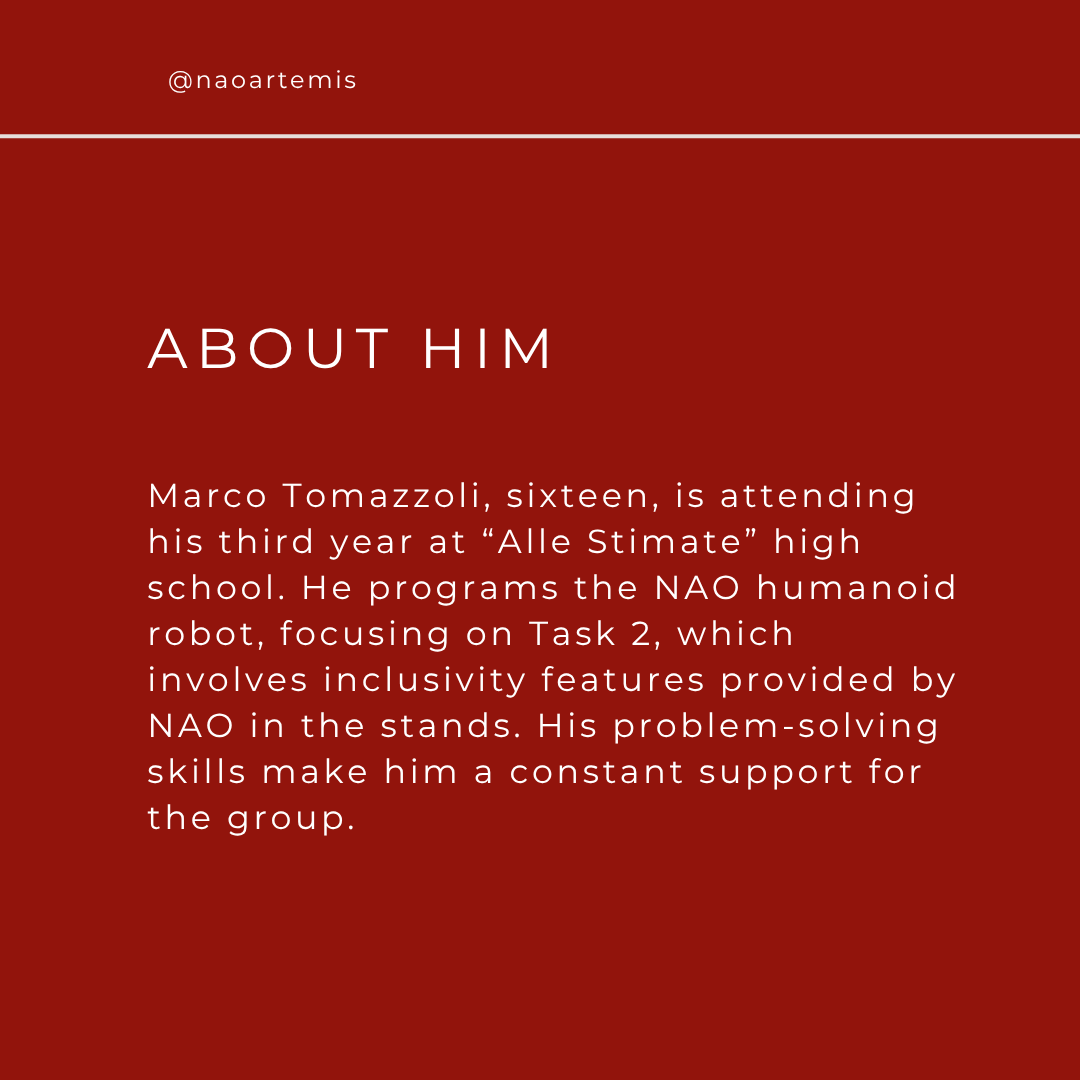 @naoartemis
ABOUT HIM
Marco Tomazzoli, sixteen, is attending
his third year at “Alle Stimate” high
school. He programs the NAO humanoid
robot, focusing on Task 2, which
involves inclusivity features provided by
NAO in the stands. His problem-solving
skills make him a constant support for
the group.